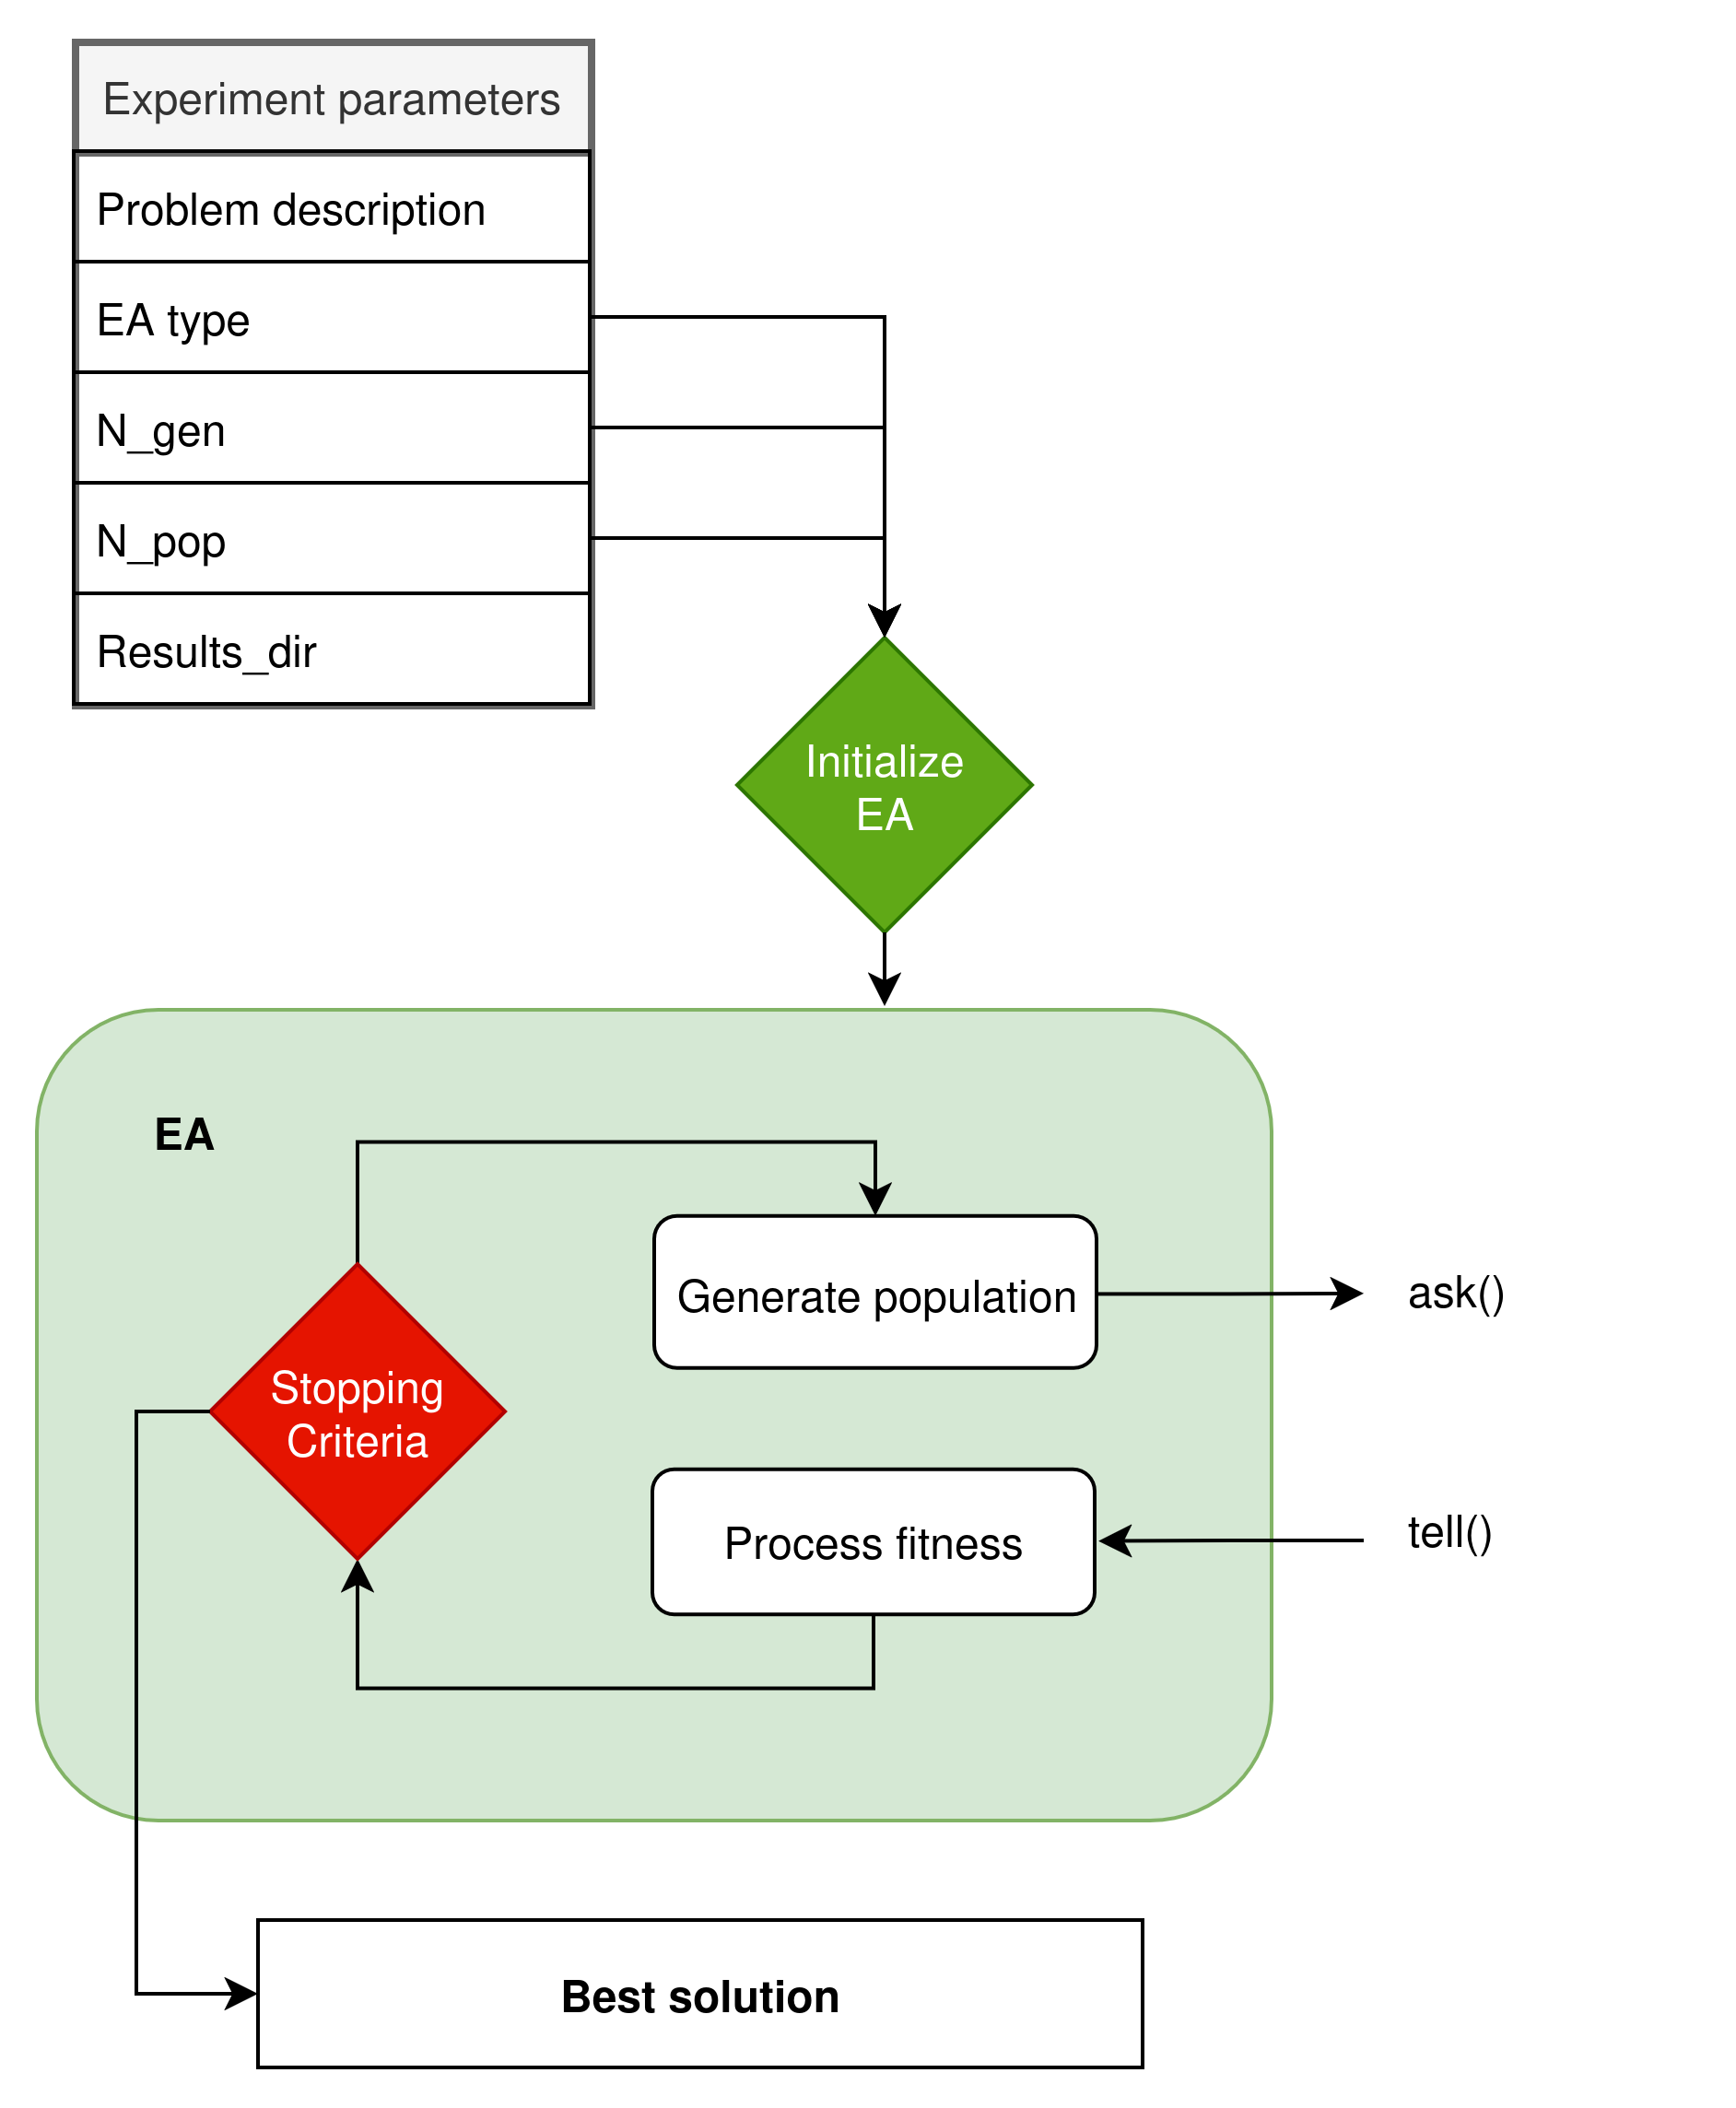 Experiment parameters
Problem description
EA type
N_gen
N_pop
Results_dir
Initialize
EA
EA
Generate population
ask()
Stopping
Criteria
Process fitness
tell()
Best solution